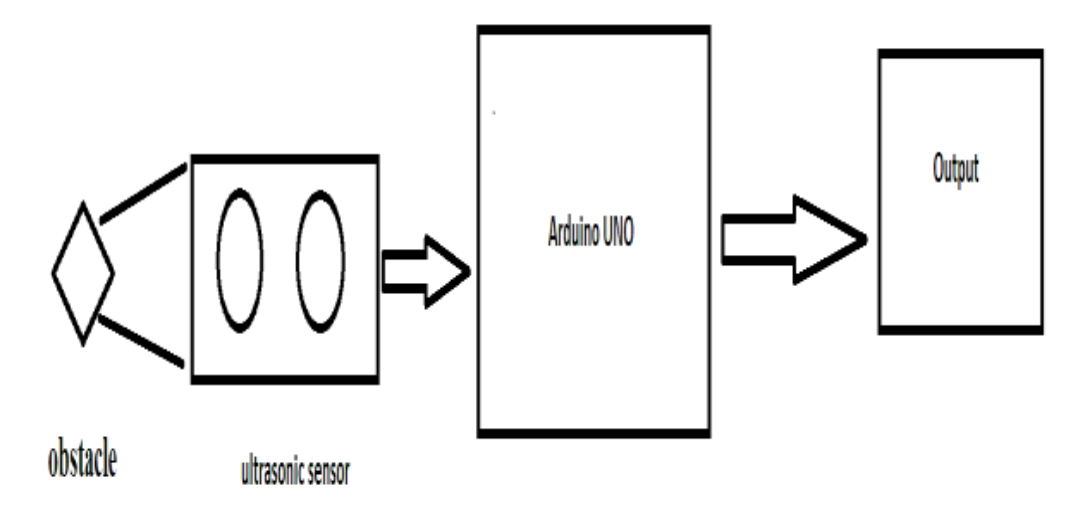 obstacle
ultrasonic sensor
Arduino UNO
Output